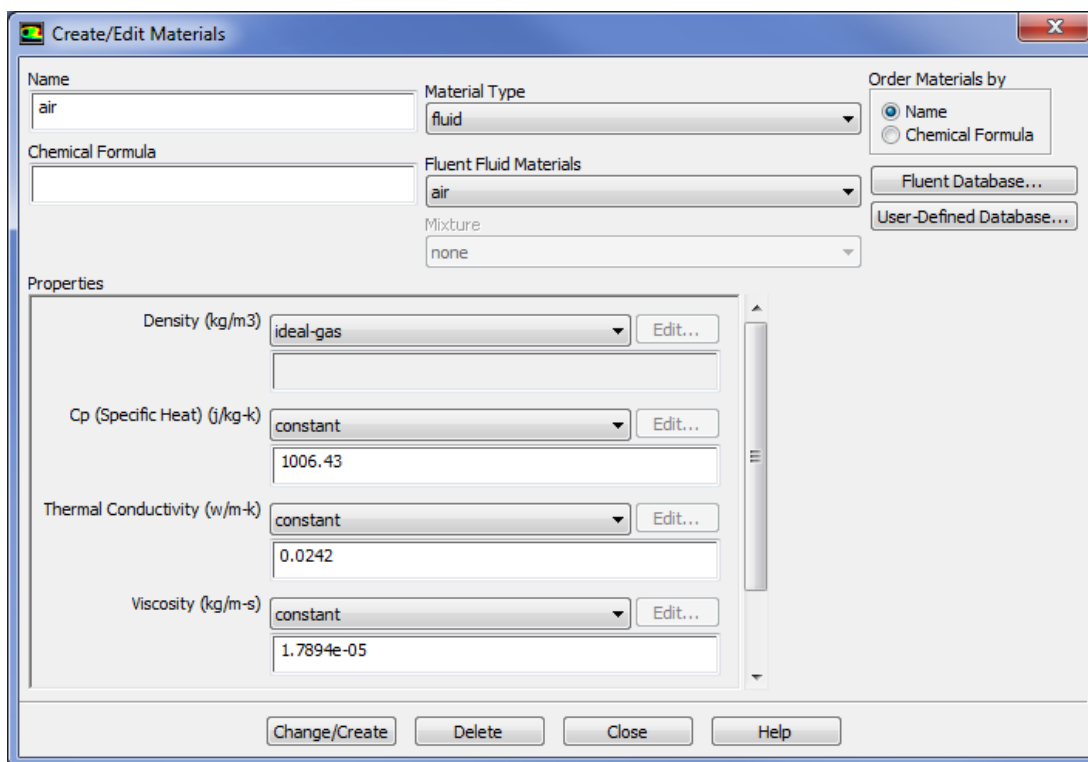 Create/Edit Materials
Name
air
Chemical Formula
Material Type
fluid
Fluent Fluid Materials
air
Mixture
none
Order Materials by
Name
Chemical Formula
Fluent Database...
User-Defined Database...
Properties
Density (kg/m3)
ideal-gas
Edit...
Cp (Specific Heat) (j/kg-k)
constant
Edit...
1006.43
Thermal Conductivity (w/m-k)
constant
Edit...
0.0242
Viscosity (kg/m-s)
constant
Edit...
1.7894e-05
Change/Create
Delete
Close
Help